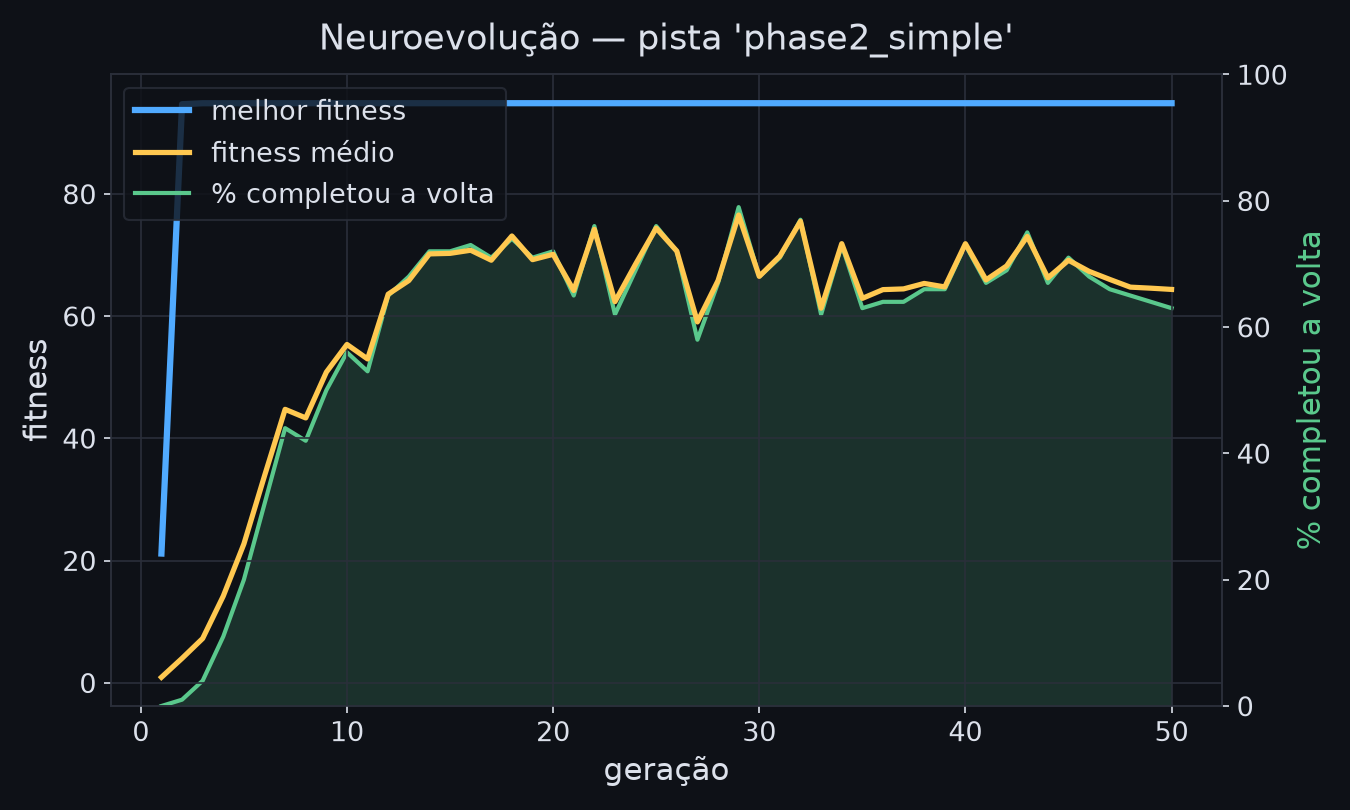 Neuroevolução — pista 'phase2_simple'
melhor fitness
fitness médio
% completou a volta
fitness
80
60
40
20
0
100
80
60
40
20
0
% completou a volta
0 10 20 30 40 50
geração